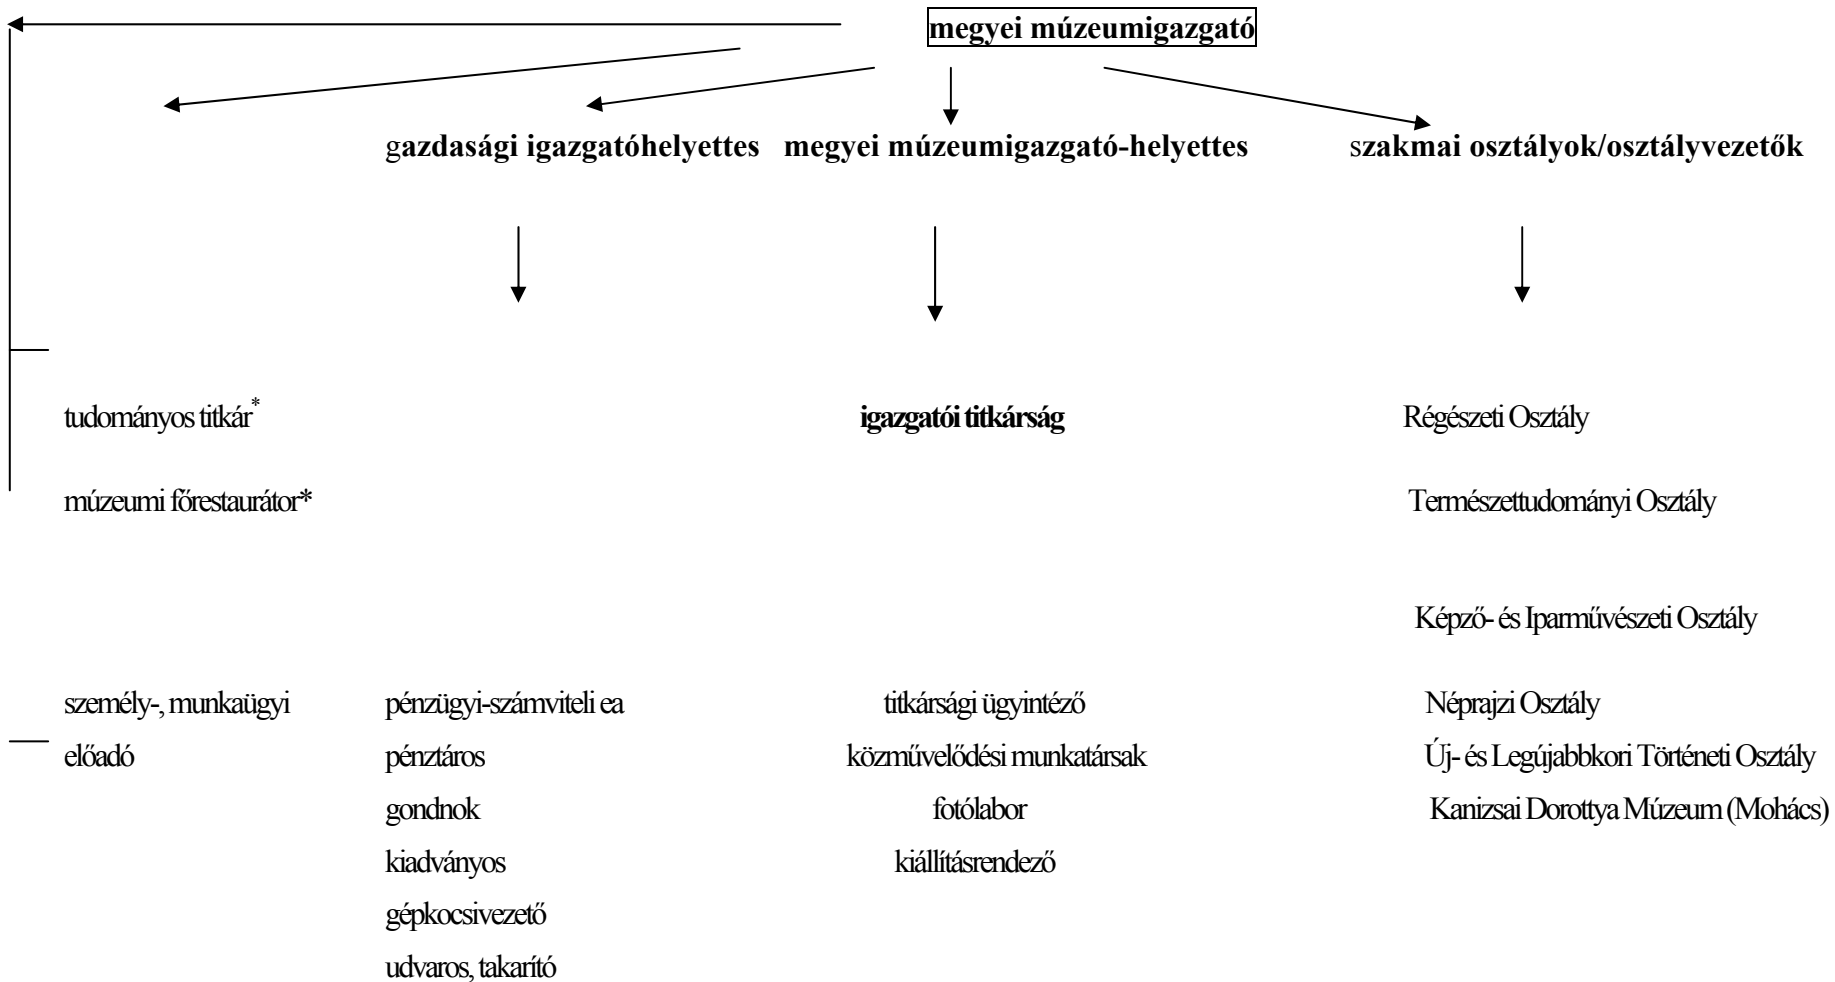 megyei múzeumigazgató
gazdasági igazgatóhelyettes megyei múzeumigazgató-helyettes szakmai osztályok/osztályvezetők
tudományos titkár* igazgatói titkárság Régészeti Osztály
múzeumi főrestaurátor* Természettudományi Osztály
Képző- és Iparművészeti Osztály
személy-, munkaügyi pénzügyi-számviteli ea titkársági ügyintéző Néprajzi Osztály
előadó pénztáros közművelődési munkatársak Új- és Legújabbkori Történeti Osztály
gondnok fotólabor Kanizsai Dorottya Múzeum (Mohács)
kiadványos kiállításrendező
gépkocsivezető
udvaros, takarító